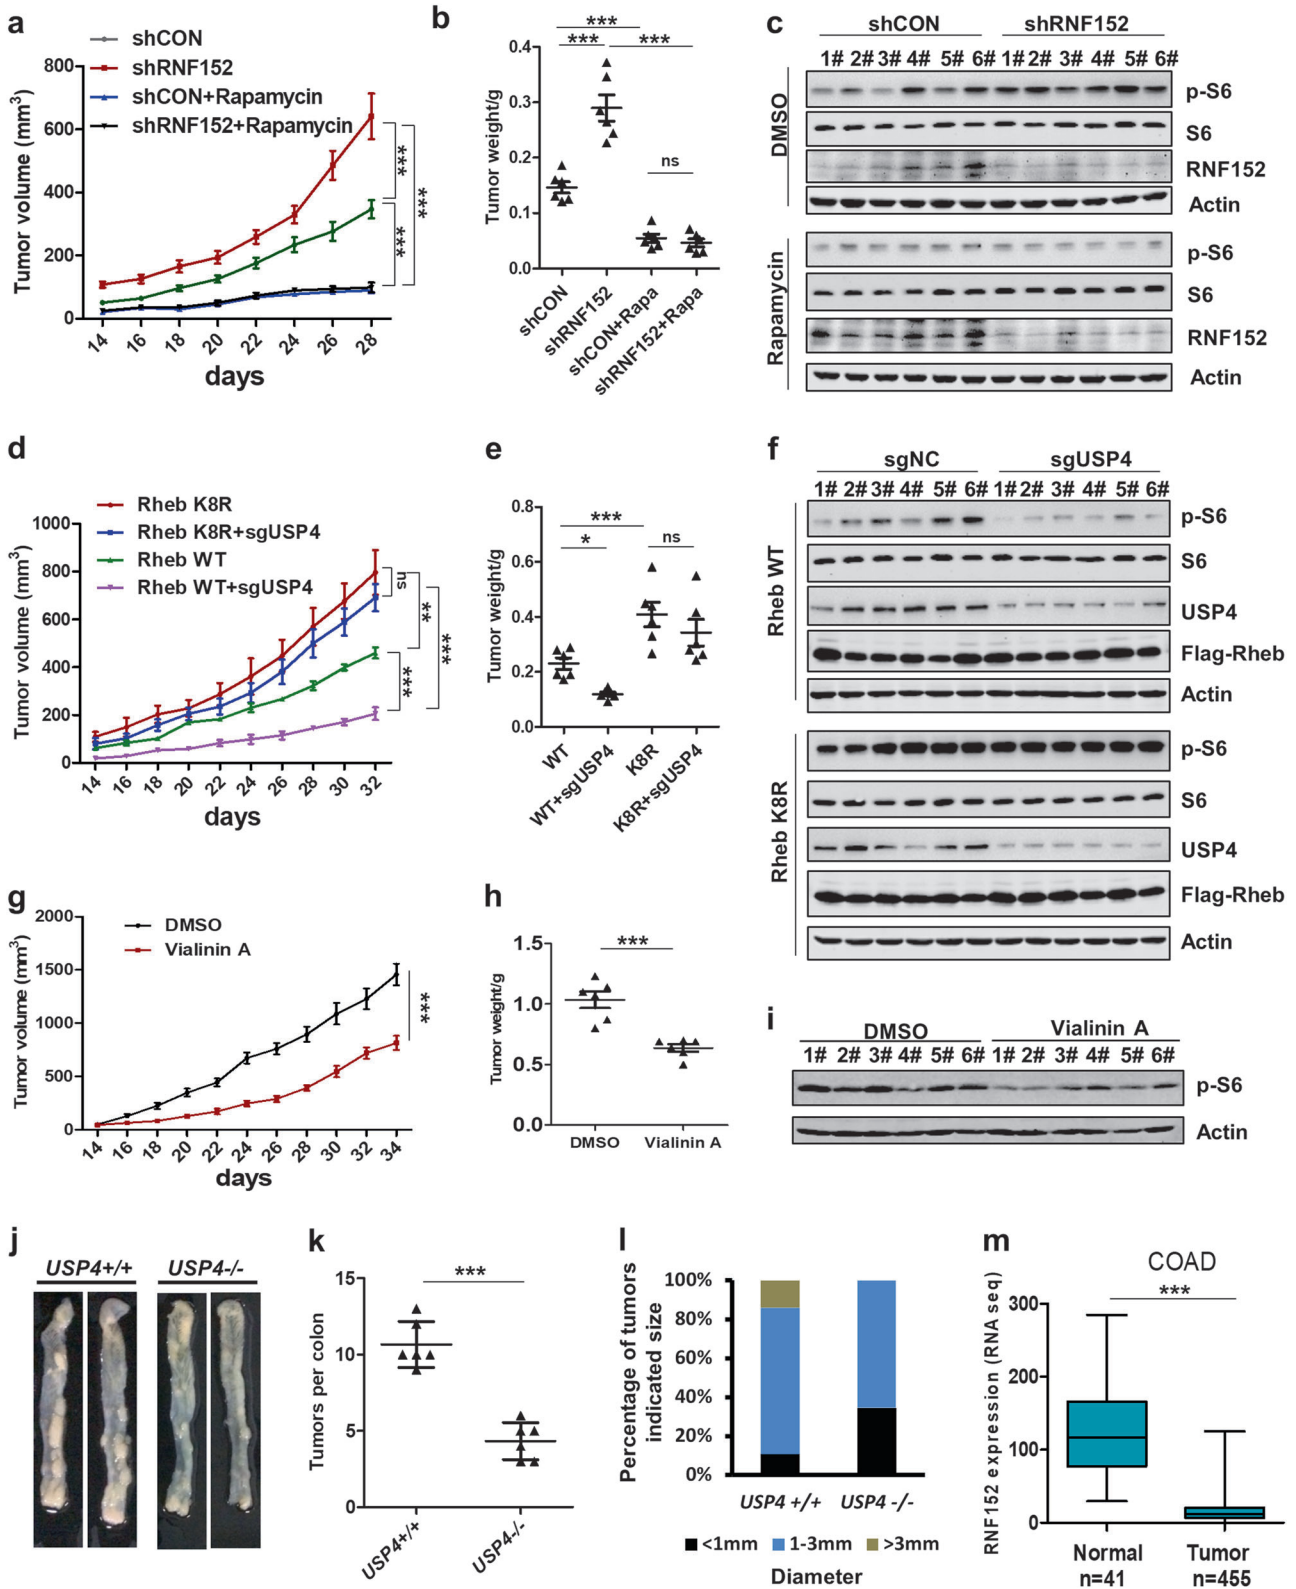 a
shCON
shRNF152
shCON+Rapamycin
shRNF152+Rapamycin
Tumor volume (mm3)
800
600
400
200
0
14 16 18 20 22 24 26 28
days
*** *** ***
b
Tumor weight/g
0.4
0.3
0.2
0.1
0.0
***
*** ***
ns
shCON shRNF152 shCON+Rapa shRNF152+Rapa
c
shCON shRNF152
1# 2# 3# 4# 5# 6# 1# 2# 3# 4# 5# 6#
DMSO
p-S6
S6
RNF152
Actin
Rapamycin
p-S6
S6
RNF152
Actin
d
Rheb K8R
Rheb K8R+sgUSP4
Rheb WT
Rheb WT+sgUSP4
Tumor volume (mm3)
1000
800
600
400
200
0
14 16 18 20 22 24 26 28 30 32
days
ns ** *** ***
e
Tumor weight/g
0.8
0.6
0.4
0.2
0.0
***
* ns
WT WT+sgUSP4 K8R K8R+sgUSP4
f
sgNC sgUSP4
1# 2# 3# 4# 5# 6# 1# 2# 3# 4# 5# 6#
Rheb WT
p-S6
S6
USP4
Flag-Rheb
Actin
Rheb K8R
p-S6
S6
USP4
Flag-Rheb
Actin
g
DMSO
Vialinin A
Tumor volume (mm3)
2000
1500
1000
500
0
14 16 18 20 22 24 26 28 30 32 34
days
***
h
Tumor weight/g
1.5
1.0
0.5
0.0
***
DMSO Vialinin A
i
DMSO Vialinin A
1# 2# 3# 4# 5# 6# 1# 2# 3# 4# 5# 6#
p-S6
Actin
j
USP4+/+ USP4-/-
k
Tumors per colon
15
10
5
0
***
USP4+/+ USP4-/-
l
Percentage of tumors
indicated size
100%
80%
60%
40%
20%
0%
USP4 +/+ USP4 -/-
<1mm 1-3mm >3mm
Diameter
m
COAD
***
RNF152 expression (RNA seq)
300
200
100
0
Normal Tumor
n=41 n=455